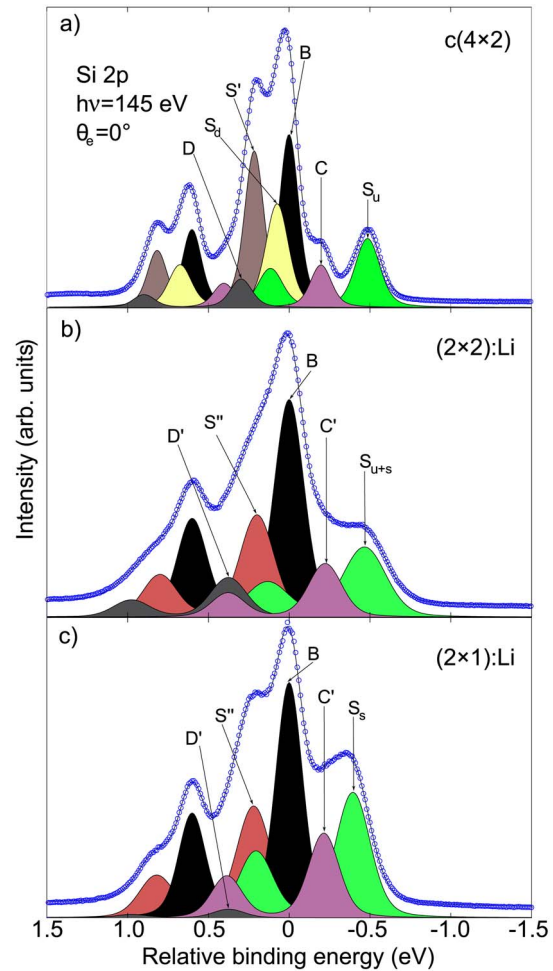 a)
c(4×2)
Si 2p
hν=145 eV
θe=0°
B
S'
Sd
D
C
Su
b)
(2×2):Li
B
S''
D'
C'
Su+s
Intensity (arb. units)
c)
(2×1):Li
B
S''
D'
C'
Ss
1.5 1.0 0.5 0 -0.5 -1.0 -1.5
Relative binding energy (eV)